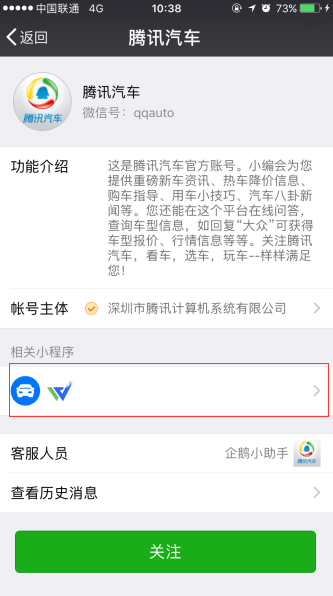 中国联通 4G 10:38 73%
返回 腾讯汽车
腾讯汽车
腾讯汽车
微信号：qqauto
功能介绍 这是腾讯汽车官方账号。小编会为您
提供重磅新车资讯、热车降价信息、
购车指导、用车小技巧、汽车八卦新
闻等。您还能在这个平台在线问答，
查询车型信息，如回复“大众”可获得
车型报价、行情信息等等。关注腾讯
汽车，看车，选车，玩车--样样满足
您！
帐号主体 深圳市腾讯计算机系统有限公司
相关小程序
客服人员 企鹅小助手 腾讯汽车
查看历史消息
关注